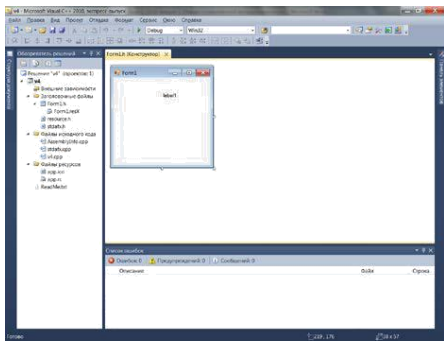 v4 - Microsoft Visual C++ 2010, экспресс-выпуск
Файл Правка Вид Проект Отладка Формат Сервис Окно Справка
Debug Win32
Обозреватель решений
Form1.h [Конструктор]
Решение "v4" (проектов: 1)
v4
Внешние зависимости
Заголовочные файлы
Form1.h
Form1.resX
resource.h
stdafx.h
Файлы исходного кода
AssemblyInfo.cpp
stdafx.cpp
v4.cpp
Файлы ресурсов
app.ico
app.rc
ReadMe.txt
Form1
label1
Список ошибок
Ошибок: 0 Предупреждений: 0 Сообщений: 0
Описание Файл Строка
Готово